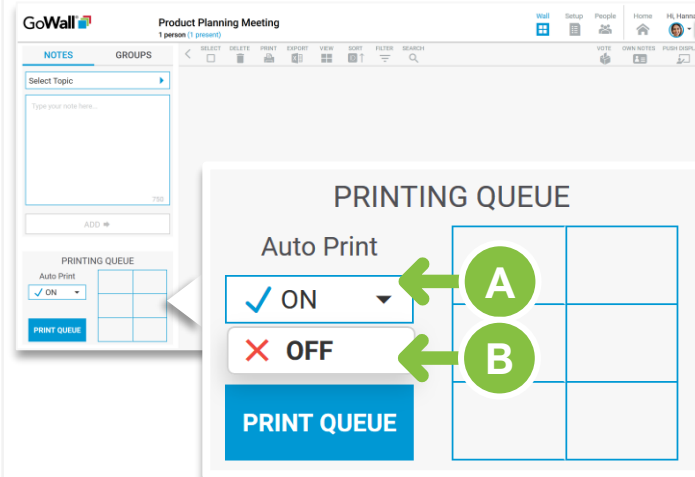 GoWall
Product Planning Meeting
1 person (1 present)
Wall
Setup
People
Home
Hi, Hanna
NOTES
GROUPS
SELECT
DELETE
PRINT
EXPORT
VIEW
SORT
FILTER
SEARCH
VOTE
OWN NOTES
PUSH DISPL
Select Topic
Type your note here...
750
ADD
PRINTING QUEUE
Auto Print
ON
PRINT QUEUE
PRINTING QUEUE
Auto Print
ON
A
OFF
B
PRINT QUEUE